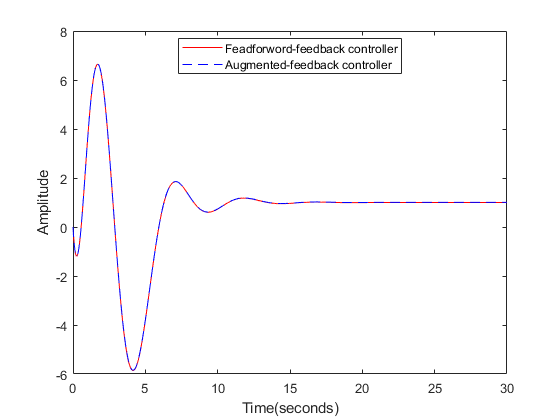 Feadforword-feedback controller
Augmented-feedback controller
8
6
4
2
0
-2
-4
-6
Amplitude
0 5 10 15 20 25 30
Time(seconds)